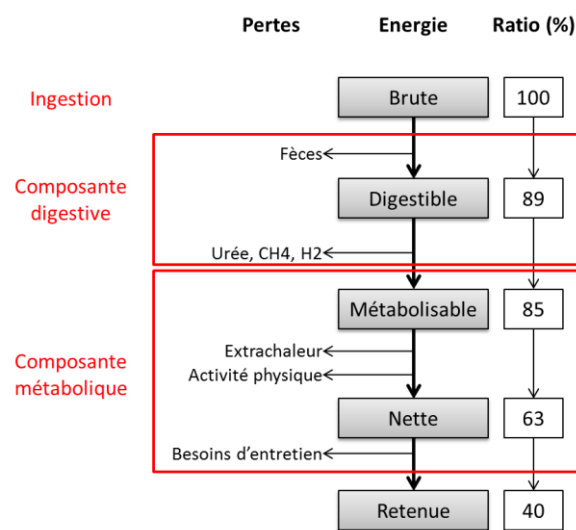 Pertes Energie Ratio (%)
Ingestion Brute 100
Fèces
Composante
digestive
Digestible 89
Urée, CH4, H2
Métabolisable 85
Composante
métabolique
Extrachaleur
Activité physique
Nette 63
Besoins d'entretien
Retenue 40